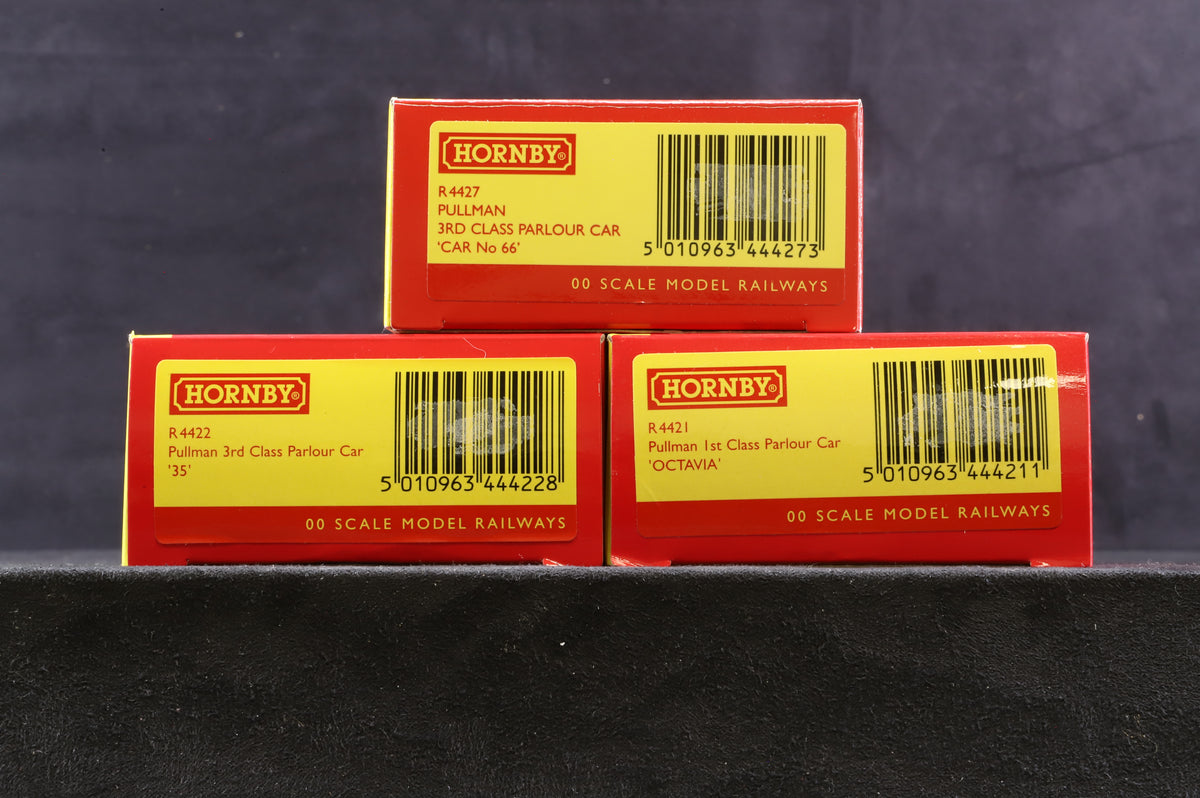 HORNBY®
R4427
PULLMAN
3RD CLASS PARLOUR CAR
'CAR No 66'
5 010963 444273
00 SCALE MODEL RAILWAYS
HORNBY®
R4422
Pullman 3rd Class Parlour Car
'35'
5 010963 444228
00 SCALE MODEL RAILWAYS
HORNBY®
R4421
Pullman 1st Class Parlour Car
'OCTAVIA'
5 010963 444211
00 SCALE MODEL RAILWAYS